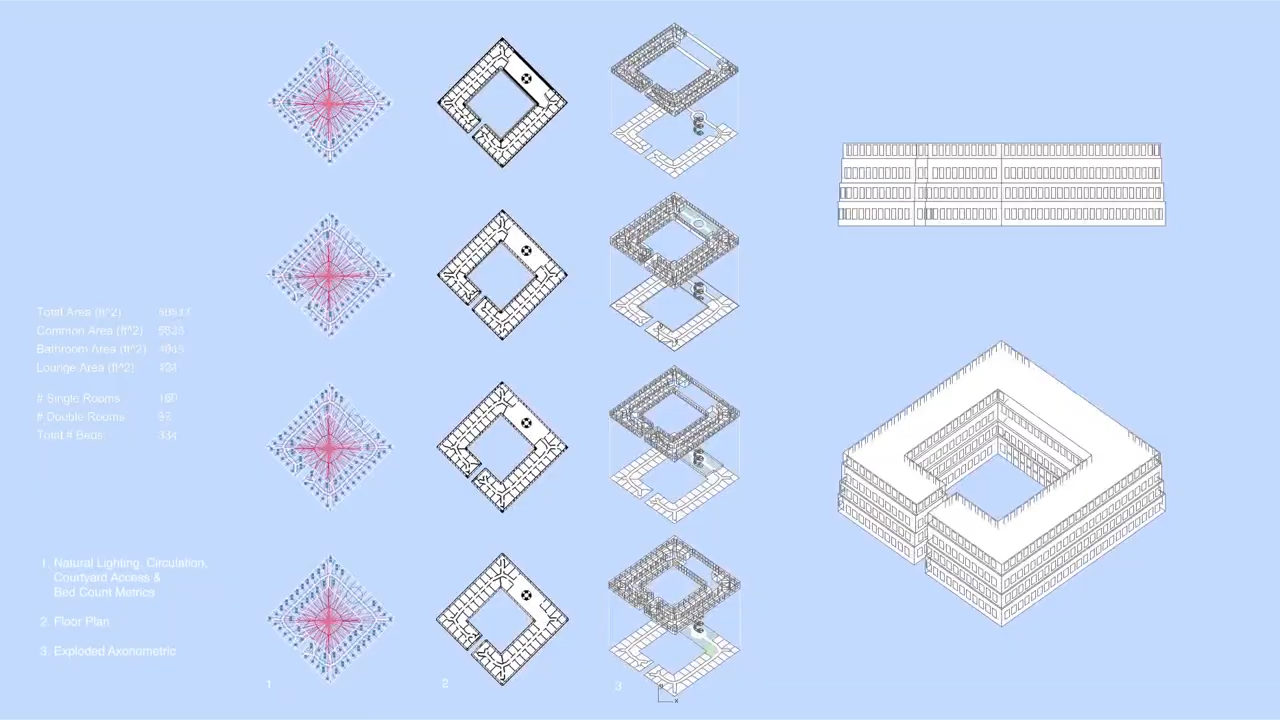 Total Area (ft^2)
Common Area (ft^2)
Bathroom Area (ft^2)
Lounge Area (ft^2)
# Single Rooms 160
# Double Rooms
Total # Beds: 334
1. Natural Lighting, Circulation,
Courtyard Access &
Bed Count Metrics
2. Floor Plan
3. Exploded Axonometric
1 2 3
x